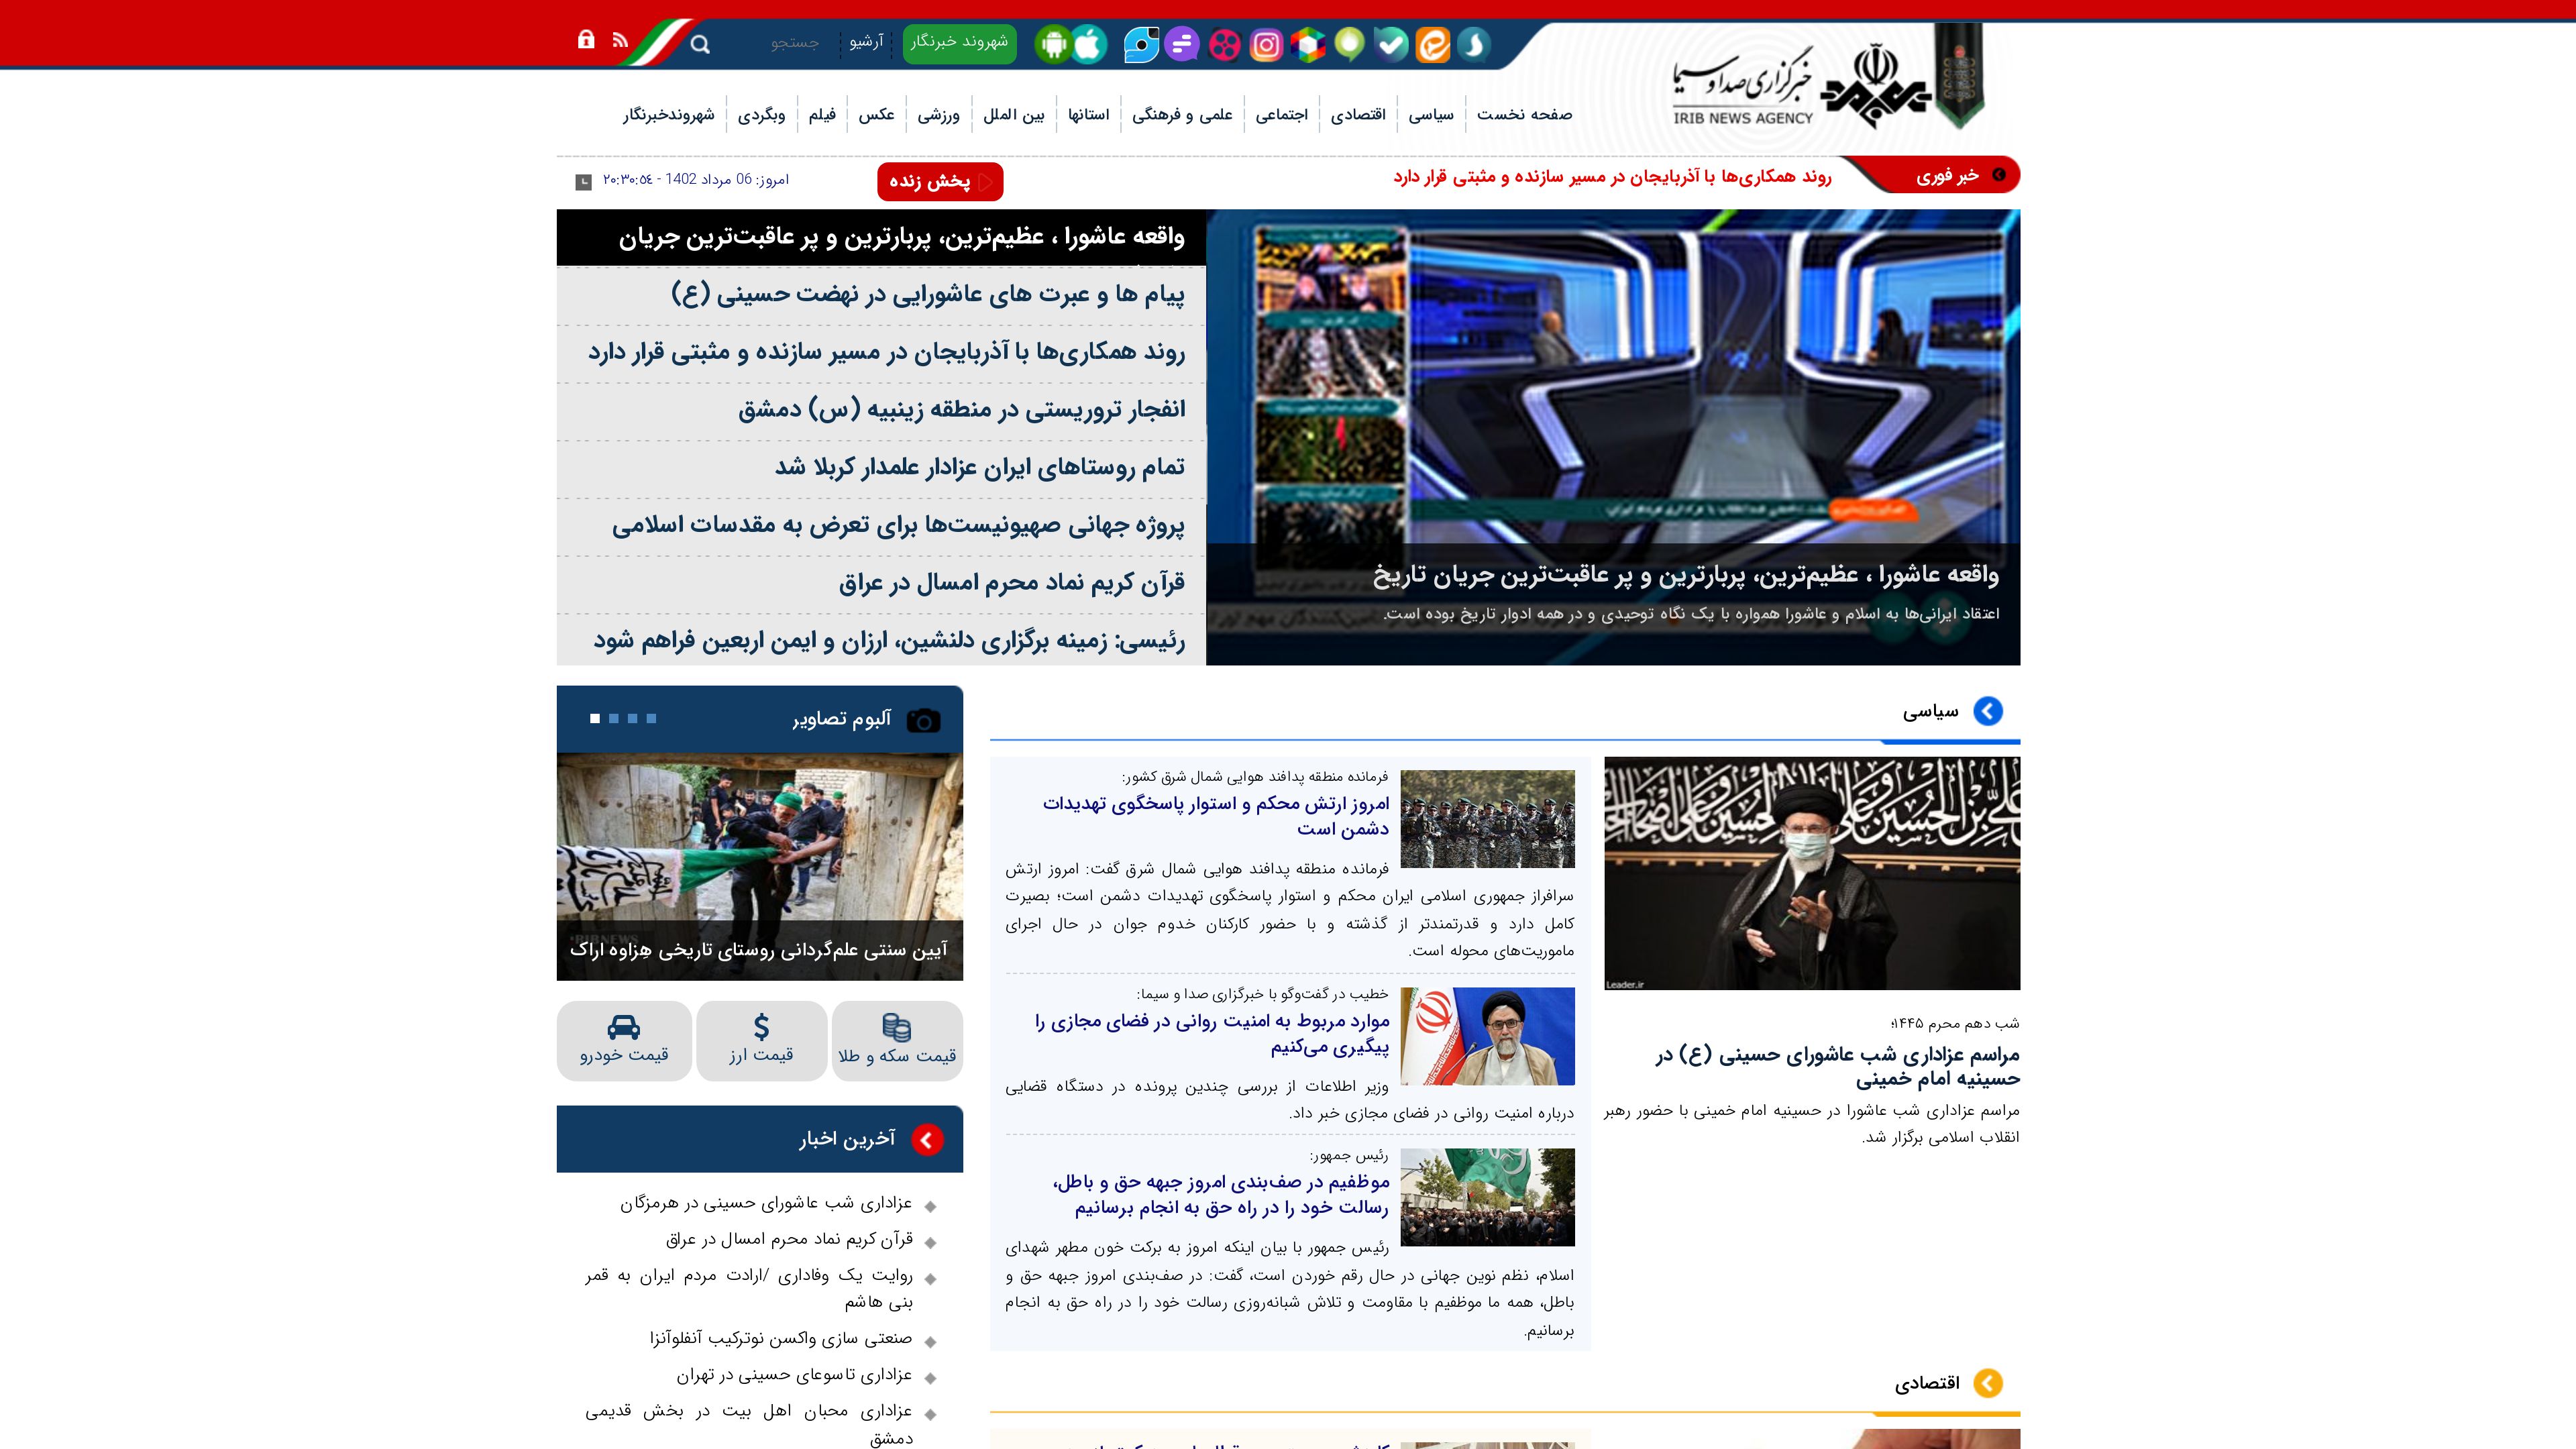 شهروند خبرنگار
آرشیو
جستجو
خبرگزاری صدا و سیما
IRIB NEWS AGENCY
صفحه نخست
سیاسی
اقتصادی
اجتماعی
علمی و فرهنگی
استانها
بین الملل
ورزشی
عکس
فیلم
وبگردی
شهروندخبرنگار
خبر فوری
روند همکاری‌ها با آذربایجان در مسیر سازنده و مثبتی قرار دارد
پخش زنده
امروز: 06 مرداد 1402 - ۲۰:۳۰:۵٤
واقعه عاشورا ، عظیم‌ترین، پربارترین و پر عاقبت‌ترین جریان تاریخ
اعتقاد ایرانی‌ها به اسلام و عاشورا همواره با یک نگاه توحیدی و در همه ادوار تاریخ بوده است.
واقعه عاشورا ، عظیم‌ترین، پربارترین و پر عاقبت‌ترین جریان
پیام ها و عبرت های عاشورایی در نهضت حسینی (ع)
روند همکاری‌ها با آذربایجان در مسیر سازنده و مثبتی قرار دارد
انفجار تروریستی در منطقه زینبیه (س) دمشق
تمام روستاهای ایران عزادار علمدار کربلا شد
پروژه جهانی صهیونیست‌ها برای تعرض به مقدسات اسلامی
قرآن کریم نماد محرم امسال در عراق
رئیسی: زمینه برگزاری دلنشین، ارزان و ایمن اربعین فراهم شود
سیاسی
Leader.ir
شب دهم محرم ۱۴۴۵؛
مراسم عزاداری شب عاشورای حسینی (ع) در
حسینیه امام خمینی
مراسم عزاداری شب عاشورا در حسینیه امام خمینی با حضور رهبر
انقلاب اسلامی برگزار شد.
فرمانده منطقه پدافند هوایی شمال شرق کشور:
امروز ارتش محکم و استوار پاسخگوی تهدیدات
دشمن است
فرمانده منطقه پدافند هوایی شمال شرق گفت: امروز ارتش
سرافراز جمهوری اسلامی ایران محکم و استوار پاسخگوی تهدیدات دشمن است؛ بصیرت
کامل دارد و قدرتمندتر از گذشته و با حضور کارکنان خدوم جوان در حال اجرای
ماموریت‌های محوله است.
خطیب در گفت‌وگو با خبرگزاری صدا و سیما:
موارد مربوط به امنیت روانی در فضای مجازی را
پیگیری می‌کنیم
وزیر اطلاعات از بررسی چندین پرونده در دستگاه قضایی
درباره امنیت روانی در فضای مجازی خبر داد.
رئیس جمهور:
موظفیم در صف‌بندی امروز جبهه حق و باطل،
رسالت خود را در راه حق به انجام برسانیم
رئیس جمهور با بیان اینکه امروز به برکت خون مطهر شهدای
اسلام، نظم نوین جهانی در حال رقم خوردن است، گفت: در صف‌بندی امروز جبهه حق و
باطل، همه ما موظفیم با مقاومت و تلاش شبانه‌روزی رسالت خود را در راه حق به انجام
برسانیم.
اقتصادی
آلبوم تصاویر
آیین سنتی علم‌گردانی روستای تاریخی هزاوه اراک
قیمت سکه و طلا
قیمت ارز
قیمت خودرو
آخرین اخبار
عزاداری شب عاشورای حسینی در هرمزگان
قرآن کریم نماد محرم امسال در عراق
روایت یک وفاداری /ارادت مردم ایران به قمر
بنی هاشم
صنعتی سازی واکسن نوترکیب آنفلوآنزا
عزاداری تاسوعای حسینی در تهران
عزاداری محبان اهل بیت در بخش قدیمی
دمشق